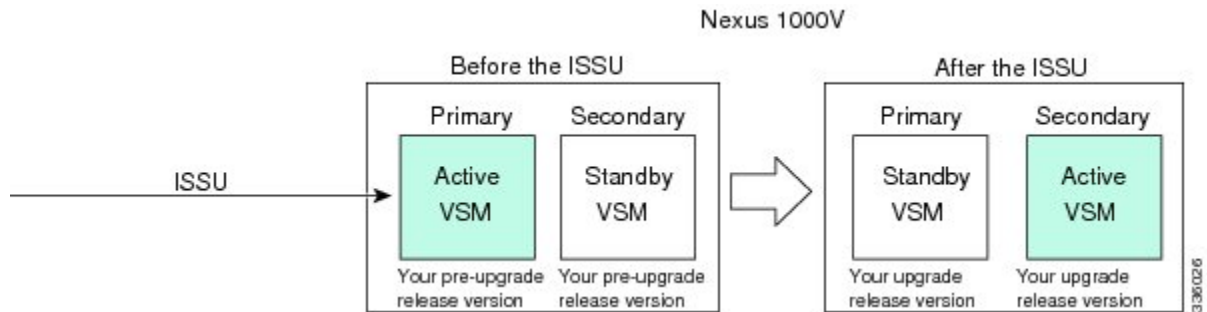 Nexus 1000V
Before the ISSU
After the ISSU
Primary
Secondary
Primary
Secondary
ISSU
Active
VSM
Standby
VSM
Standby
VSM
Active
VSM
Your pre-upgrade
release version
Your pre-upgrade
release version
Your upgrade
release version
Your upgrade
release version
336026